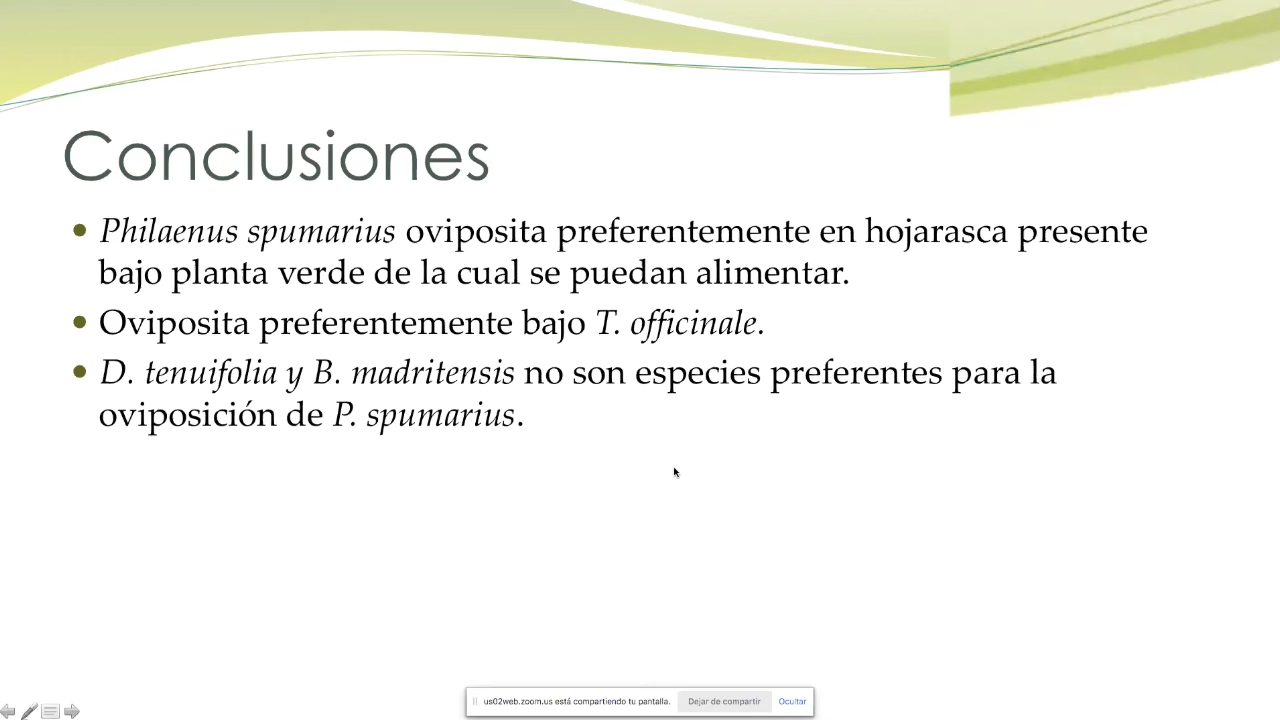 Conclusiones
• Philaenus spumarius oviposita preferentemente en hojarasca presente
bajo planta verde de la cual se puedan alimentar.
• Oviposita preferentemente bajo T. officinale.
• D. tenuifolia y B. madritensis no son especies preferentes para la
oviposición de P. spumarius.
us02web.zoom.us está compartiendo tu pantalla. Dejar de compartir Ocultar